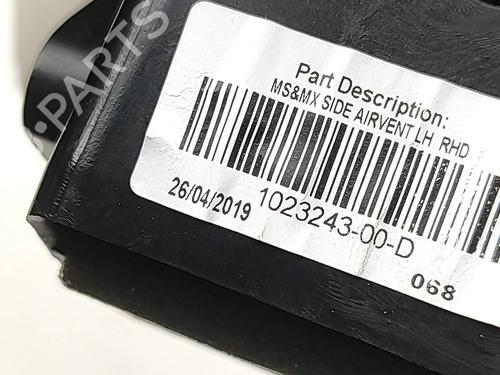 Part Description:
MS&MX SIDE AIRVENT LH RHD
26/04/2019 1023243-00-D
068
PARTS